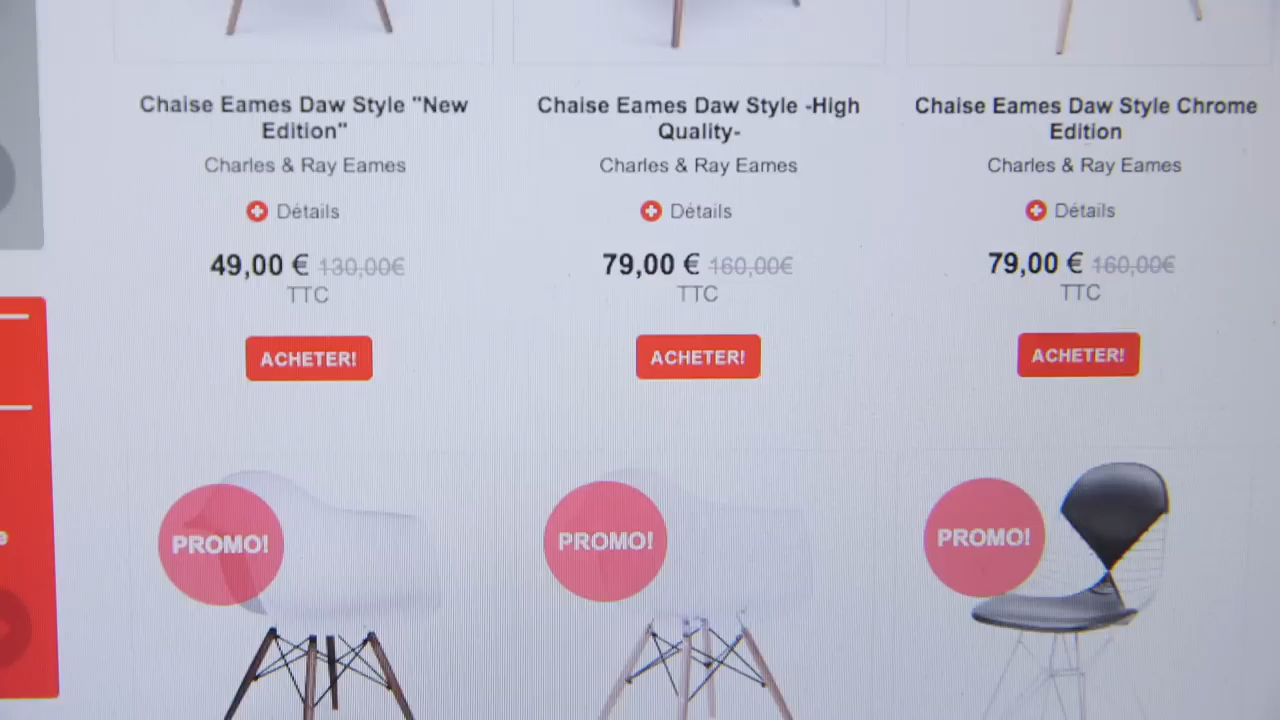 Chaise Eames Daw Style "New
Edition"
Charles & Ray Eames
Détails
49,00 € 130,00€
TTC
ACHETER!
Chaise Eames Daw Style -High
Quality-
Charles & Ray Eames
Détails
79,00 € 160,00€
TTC
ACHETER!
Chaise Eames Daw Style Chrome
Edition
Charles & Ray Eames
Détails
79,00 € 160,00€
TTC
ACHETER!
PROMO!
PROMO!
PROMO!